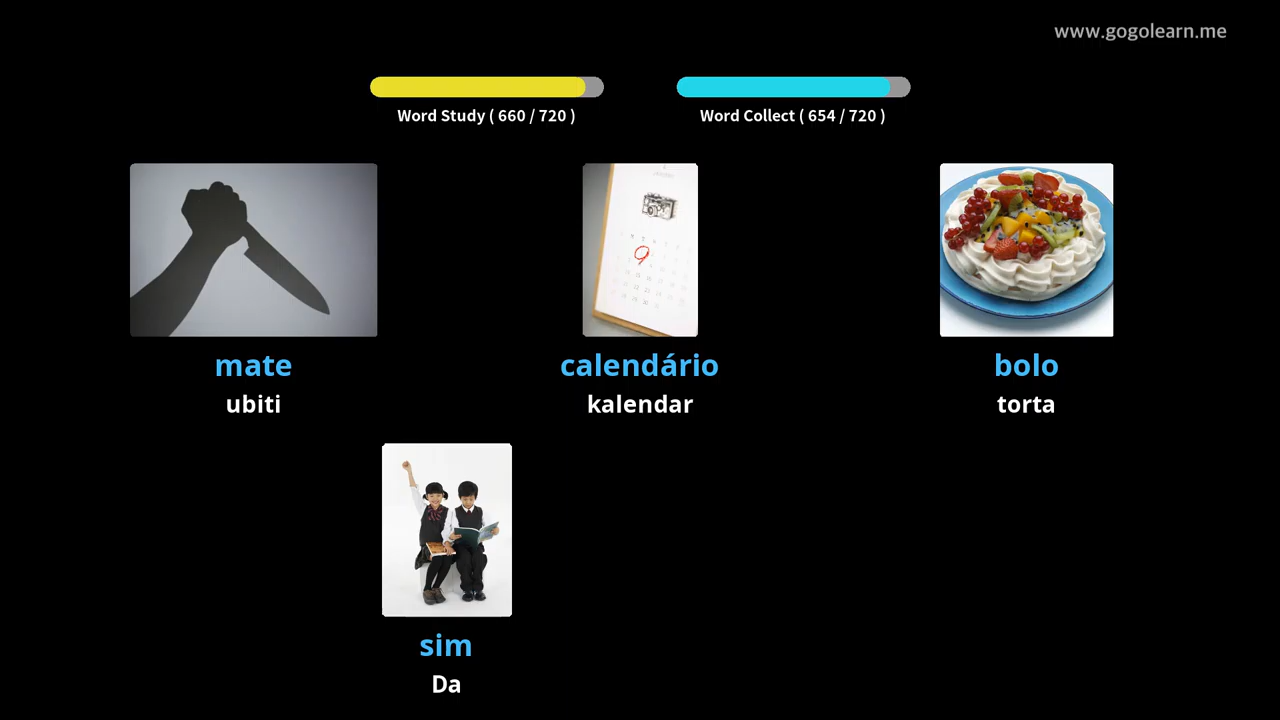 www.gogolearn.me
Word Study ( 660 / 720 )
Word Collect ( 654 / 720 )
mate
ubiti
calendário
kalendar
bolo
torta
sim
Da